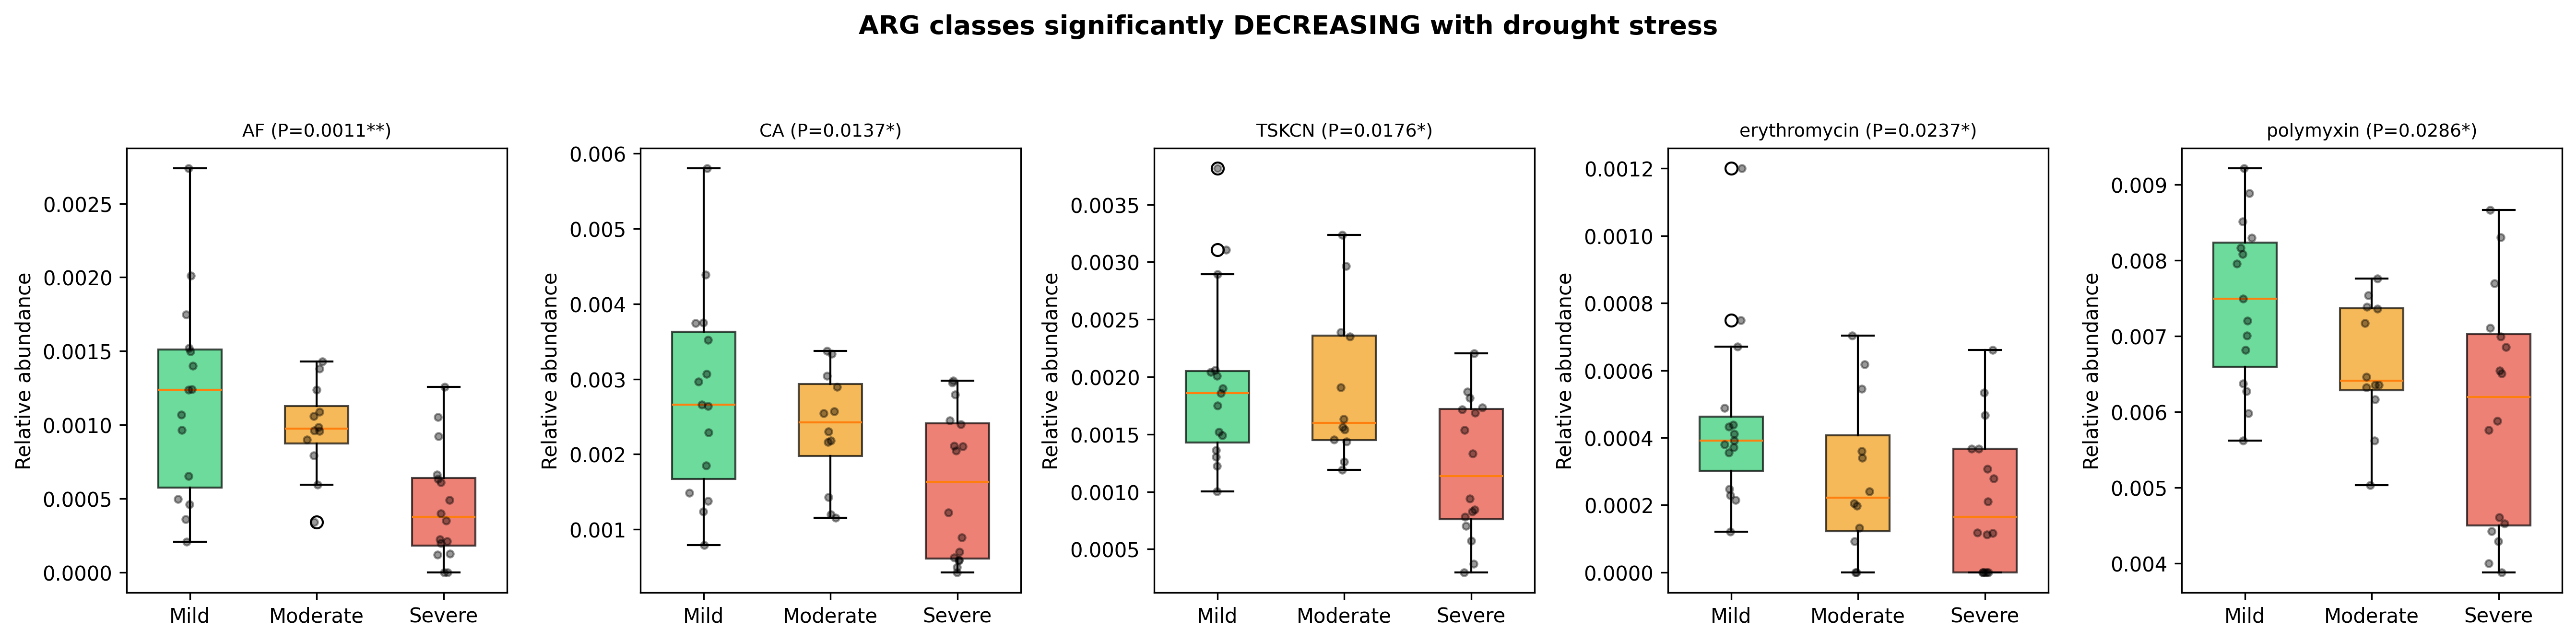 ARG classes significantly DECREASING with drought stress
AF (P=0.0011**)
Relative abundance
0.0025
0.0020
0.0015
0.0010
0.0005
0.0000
Mild Moderate Severe
CA (P=0.0137*)
Relative abundance
0.006
0.005
0.004
0.003
0.002
0.001
Mild Moderate Severe
TSKCN (P=0.0176*)
Relative abundance
0.0035
0.0030
0.0025
0.0020
0.0015
0.0010
0.0005
Mild Moderate Severe
erythromycin (P=0.0237*)
Relative abundance
0.0012
0.0010
0.0008
0.0006
0.0004
0.0002
0.0000
Mild Moderate Severe
polymyxin (P=0.0286*)
Relative abundance
0.009
0.008
0.007
0.006
0.005
0.004
Mild Moderate Severe